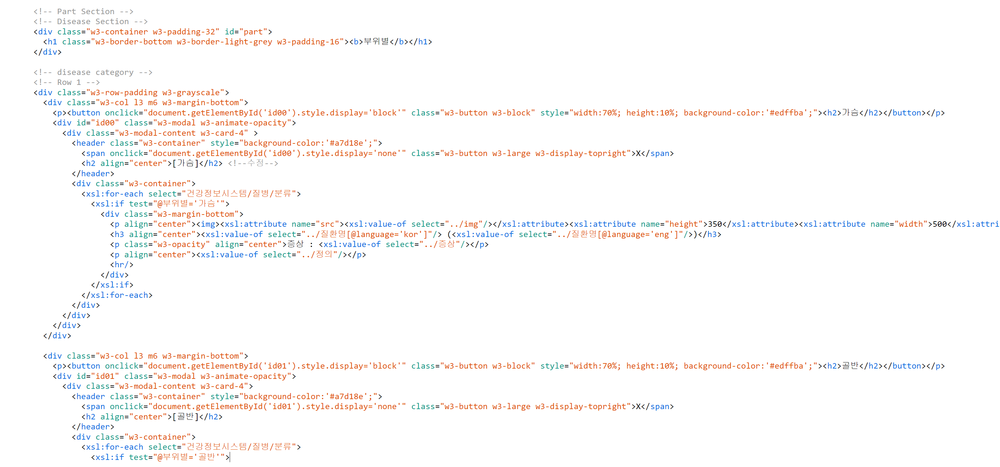 <!-- Part Section -->
<!-- Disease Section -->
<div class="w3-container w3-padding-32" id="part">
  <h1 class="w3-border-bottom w3-border-light-grey w3-padding-16"><b>부위별</b></h1>
</div>

<!-- disease category -->
<!-- Row 1 -->
<div class="w3-row-padding w3-grayscale">
  <div class="w3-col l3 m6 w3-margin-bottom">
    <p><button onclick="document.getElementById('id00').style.display='block'" class="w3-button w3-block" style="width:70%; height:10%; background-color:'#edffba';"><h2>가슴</h2></button></p>
    <div id="id00" class="w3-modal w3-animate-opacity">
      <div class="w3-modal-content w3-card-4" >
        <header class="w3-container" style="background-color:'#a7d18e';">
          <span onclick="document.getElementById('id00').style.display='none'" class="w3-button w3-large w3-display-topright">X</span>
          <h2 align="center">[가슴]</h2> <!--수정-->
        </header>
        <div class="w3-container">
          <xsl:for-each select="건강정보시스템/질병/분류">
            <xsl:if test="@부위별='가슴'">
              <div class="w3-margin-bottom">
                <p align="center"><img><xsl:attribute name="src"><xsl:value-of select="../img"/></xsl:attribute><xsl:attribute name="height">350</xsl:attribute><xsl:attribute name="width">500</xsl:attri
                <h3 align="center"><xsl:value-of select="../질환명[@language='kor']"/> (<xsl:value-of select="../질환명[@language='eng']"/>)</h3>
                <p class="w3-opacity" align="center">증상 : <xsl:value-of select="../증상"/></p>
                <p align="center"><xsl:value-of select="../정의"/></p>
                <hr/>
              </div>
            </xsl:if>
          </xsl:for-each>
        </div>
      </div>
    </div>
  </div>

  <div class="w3-col l3 m6 w3-margin-bottom">
    <p><button onclick="document.getElementById('id01').style.display='block'" class="w3-button w3-block" style="width:70%; height:10%; background-color:'#edffba';"><h2>골반</h2></button></p>
    <div id="id01" class="w3-modal w3-animate-opacity">
      <div class="w3-modal-content w3-card-4">
        <header class="w3-container" style="background-color:'#a7d18e';">
          <span onclick="document.getElementById('id01').style.display='none'" class="w3-button w3-large w3-display-topright">X</span>
          <h2 align="center">[골반]</h2>
        </header>
        <div class="w3-container">
          <xsl:for-each select="건강정보시스템/질병/분류">
            <xsl:if test="@부위별='골반'">